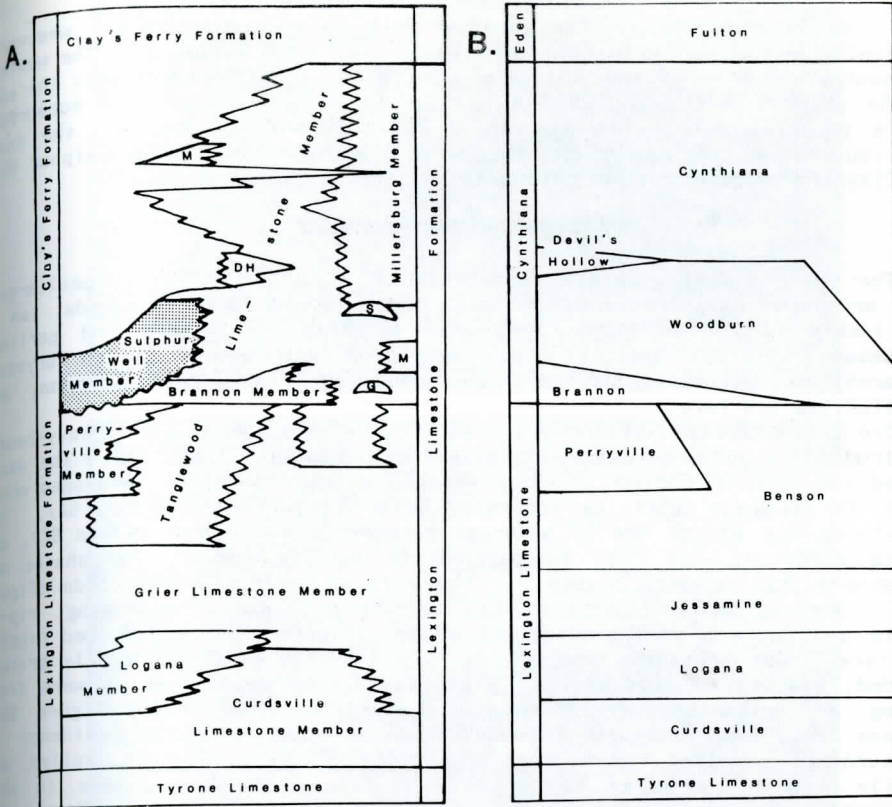 A.
Clay's Ferry Formation
Clay's Ferry Formation
Lexington Limestone Formation
M
Member
stone
Lime-
Tanglewood
DH
Millersburg Member
S
M
G
Sulphur
Well
Member
Brannon Member
Perry-
ville
Member
Grier Limestone Member
Logana
Member
Curdsville
Limestone Member
Tyrone Limestone
Formation
Limestone
Lexington
B.
Eden
Cynthiana
Lexington Limestone
Fulton
Cynthiana
Devil's
Hollow
Woodburn
Brannon
Perryville
Benson
Jessamine
Logana
Curdsville
Tyrone Limestone